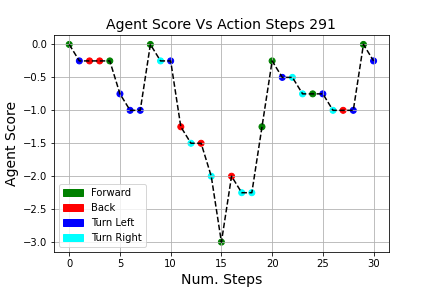 Agent Score Vs Action Steps 291
Agent Score
0.0
−0.5
−1.0
−1.5
−2.0
−2.5
−3.0
Forward
Back
Turn Left
Turn Right
0 5 10 15 20 25 30
Num. Steps